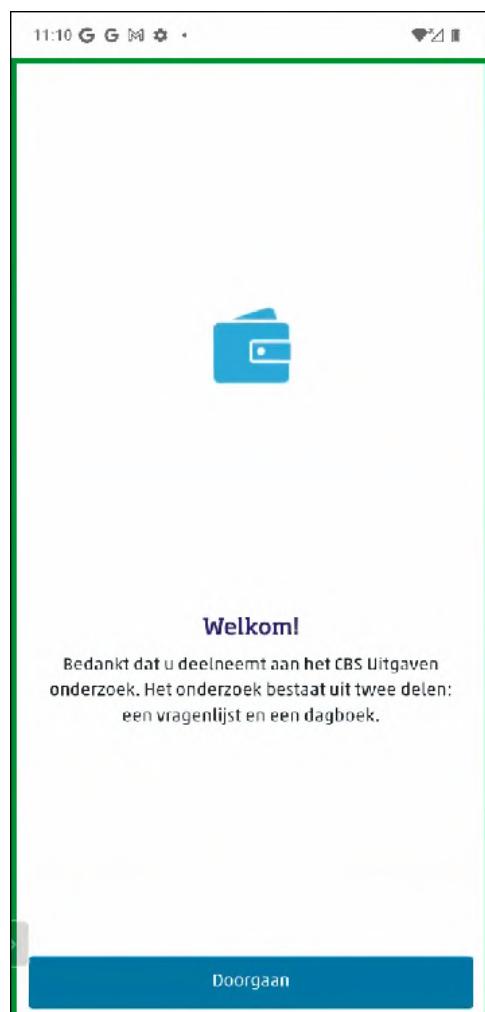 11:10 G G M
Welkom!
Bedankt dat u deelneemt aan het CBS Uitgaven
onderzoek. Het onderzoek bestaat uit twee delen:
een vragenlijst en een dagboek.
Doorgaan